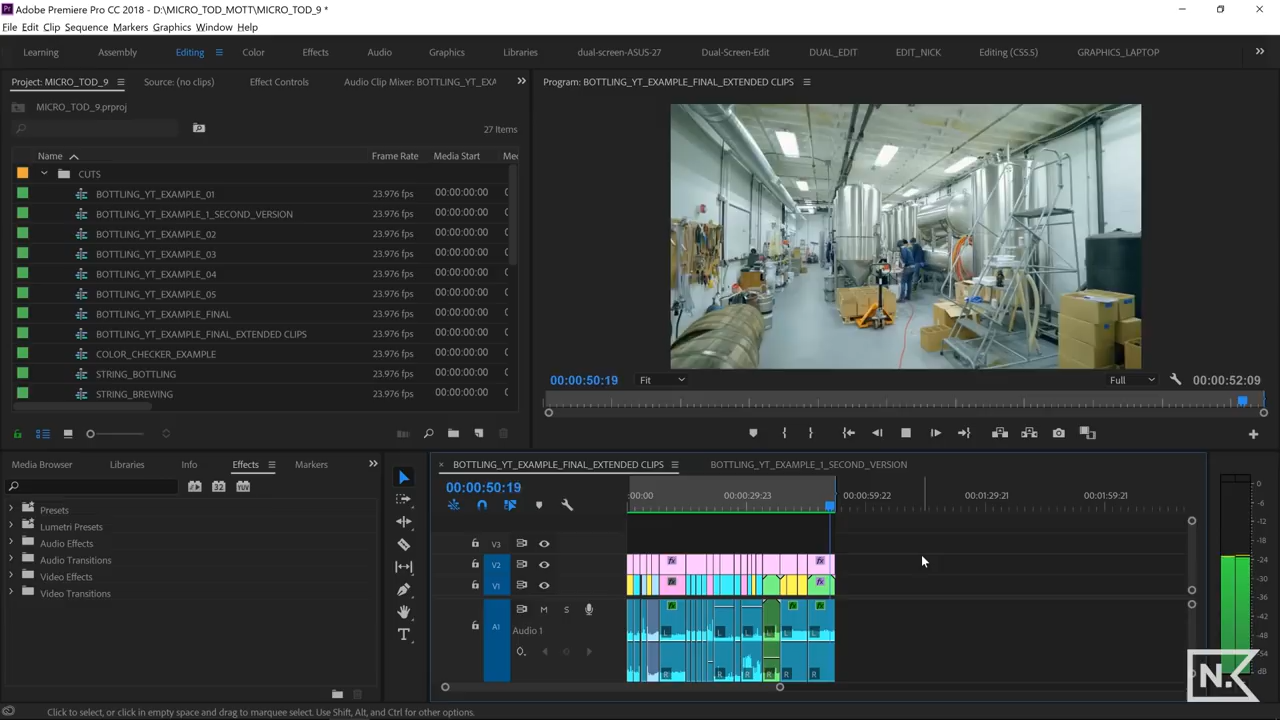 Adobe Premiere Pro CC 2018 - D:\MICRO_TOD_MOTT\MICRO_TOD_9 *
File Edit Clip Sequence Markers Graphics Window Help
Learning Assembly Editing Color Effects Audio Graphics Libraries dual-screen-ASUS-27 Dual-Screen-Edit DUAL_EDIT EDIT_NICK Editing (CS5.5) GRAPHICS_LAPTOP
Project: MICRO_TOD_9 Source: (no clips) Effect Controls Audio Clip Mixer: BOTTLING_YT_EXA
Program: BOTTLING_YT_EXAMPLE_FINAL_EXTENDED CLIPS
MICRO_TOD_9.prproj
27 Items
Name Frame Rate Media Start Me
CUTS
BOTTLING_YT_EXAMPLE_01 23.976 fps 00:00:00:00
BOTTLING_YT_EXAMPLE_1_SECOND_VERSION 23.976 fps 00:00:00:00
BOTTLING_YT_EXAMPLE_02 23.976 fps 00:00:00:00
BOTTLING_YT_EXAMPLE_03 23.976 fps 00:00:00:00
BOTTLING_YT_EXAMPLE_04 23.976 fps 00:00:00:00
BOTTLING_YT_EXAMPLE_05 23.976 fps 00:00:00:00
BOTTLING_YT_EXAMPLE_FINAL 23.976 fps 00:00:00:00
BOTTLING_YT_EXAMPLE_FINAL_EXTENDED CLIPS 23.976 fps 00:00:00:00
COLOR_CHECKER_EXAMPLE 23.976 fps 00:00:00:00
STRING_BOTTLING 23.976 fps 00:00:00:00
STRING_BREWING 23.976 fps 00:00:00:00
00:00:50:19 Fit Full 00:00:52:09
Media Browser Libraries Info Effects Markers
Presets
Lumetri Presets
Audio Effects
Audio Transitions
Video Effects
Video Transitions
BOTTLING_YT_EXAMPLE_FINAL_EXTENDED CLIPS BOTTLING_YT_EXAMPLE_1_SECOND_VERSION
00:00:50:19
:00:00 00:00:29:23 00:00:59:22 00:01:29:21 00:01:59:21
V3
V2
V1
A1 M S
Audio 1
L L L L L L
R R R R R R
0
-6
-12
-18
-24
-30
-36
-42
-48
-54
N.K
Click to select, or click in empty space and drag to marquee select. Use Shift, Alt, and Ctrl for other options.